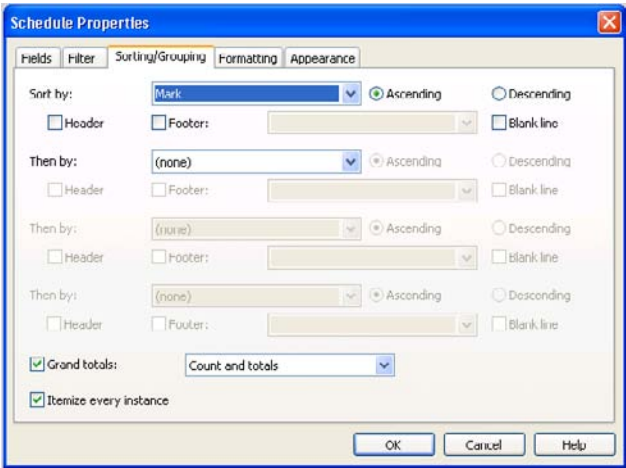 Schedule Properties
Fields Filter Sorting/Grouping Formatting Appearance
Sort by: Mark Ascending Descending
Header Footer: Blank line
Then by: (none) Ascending Descending
Header Footer: Blank line
Then by: (none) Ascending Descending
Header Footer: Blank line
Then by: (none) Ascending Descending
Header Footer: Blank line
Grand totals: Count and totals
Itemize every instance
OK Cancel Help